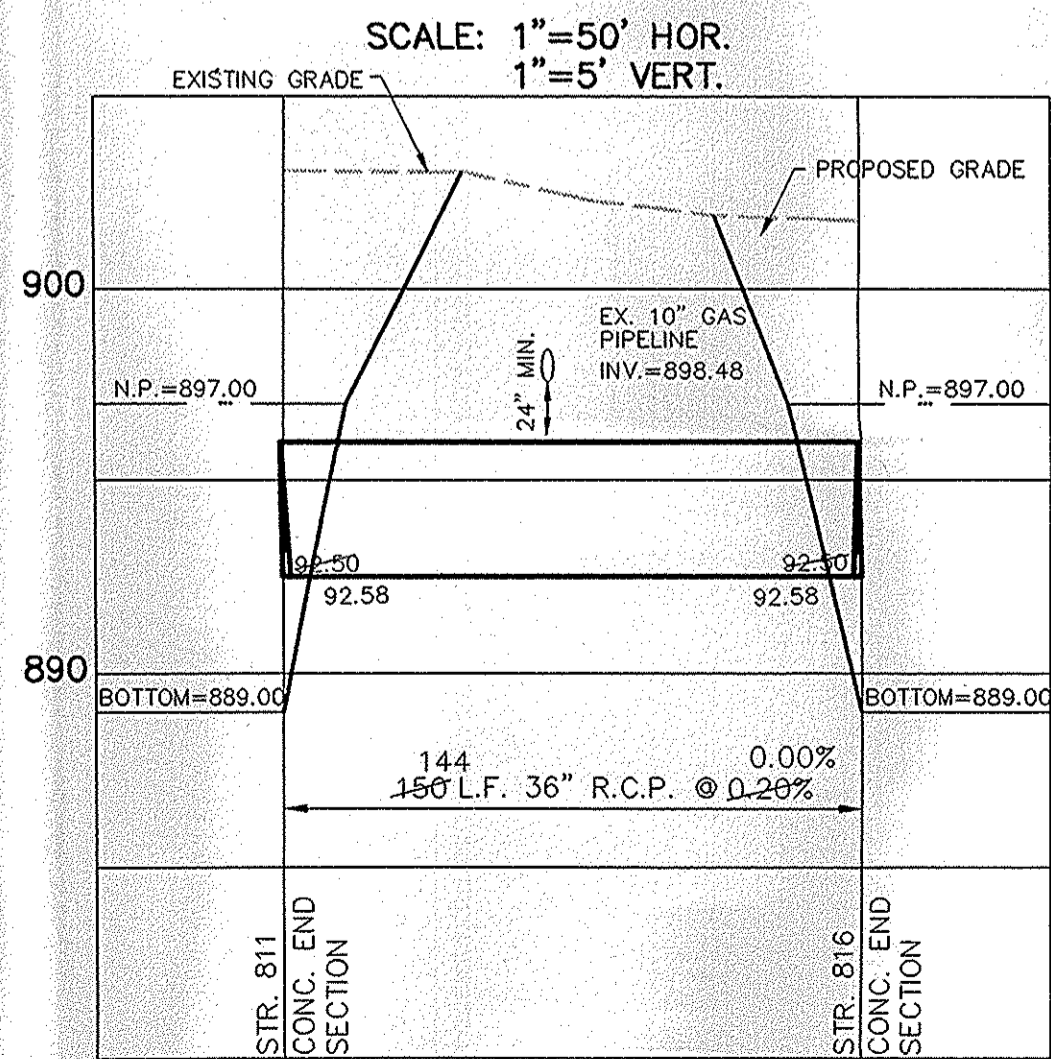 SCALE: 1"=50' HOR.
1"=5' VERT.
EXISTING GRADE
PROPOSED GRADE
900
EX. 10" GAS
PIPELINE
INV.=898.48
24" MIN.
N.P.=897.00
N.P.=897.00
92.50
92.50
92.58
92.58
890
BOTTOM=889.00
BOTTOM=889.00
144
0.00%
150 L.F. 36" R.C.P. @ 0.20%
STR. 811
CONC. END
SECTION
STR. 816
CONC. END
SECTION